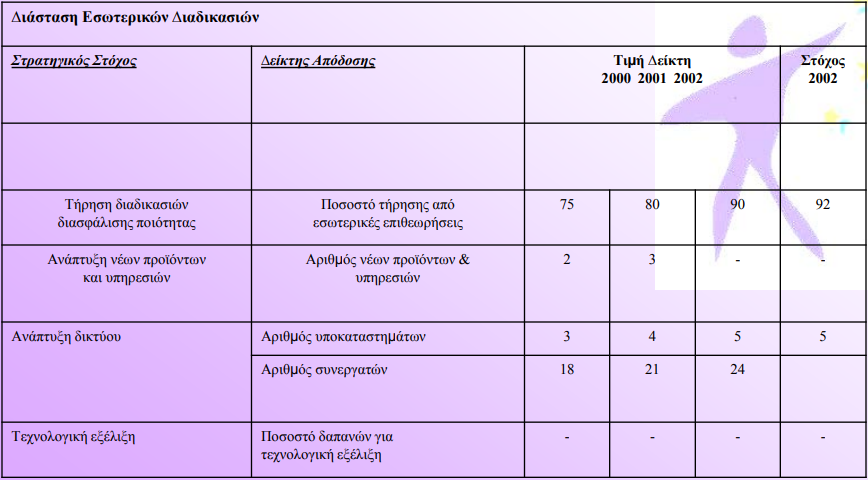 Διάσταση Εσωτερικών Διαδικασιών
Στρατηγικός Στόχος Δείκτης Απόδοσης Τιμή Δείκτη Στόχος
2000 2001 2002 2002
Τήρηση διαδικασιών Ποσοστό τήρησης από 75 80 90 92
διασφάλισης ποιότητας εσωτερικές επιθεωρήσεις
Ανάπτυξη νέων προϊόντων Αριθμός νέων προϊόντων & 2 3 - -
και υπηρεσιών υπηρεσιών
Ανάπτυξη δικτύου Αριθμός υποκαταστημάτων 3 4 5 5
Αριθμός συνεργατών 18 21 24
Τεχνολογική εξέλιξη Ποσοστό δαπανών για - - - -
τεχνολογική εξέλιξη